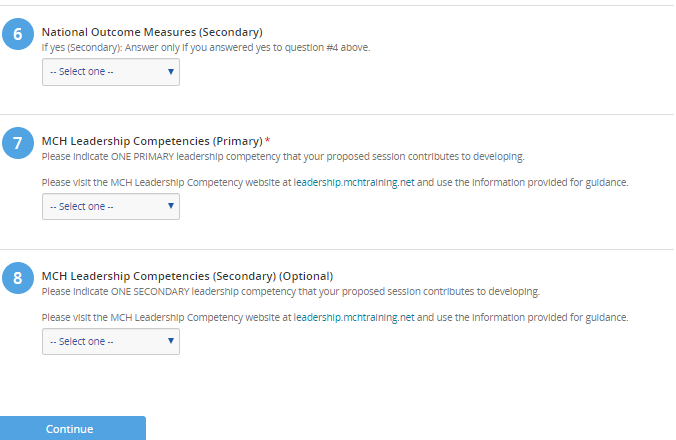 6
National Outcome Measures (Secondary)
If yes (Secondary): Answer only if you answered yes to question #4 above.
-- Select one --
7
MCH Leadership Competencies (Primary) *
Please indicate ONE PRIMARY leadership competency that your proposed session contributes to developing.
Please visit the MCH Leadership Competency website at leadership.mchtraining.net and use the information provided for guidance.
-- Select one --
8
MCH Leadership Competencies (Secondary) (Optional)
Please indicate ONE SECONDARY leadership competency that your proposed session contributes to developing.
Please visit the MCH Leadership Competency website at leadership.mchtraining.net and use the information provided for guidance.
-- Select one --
Continue